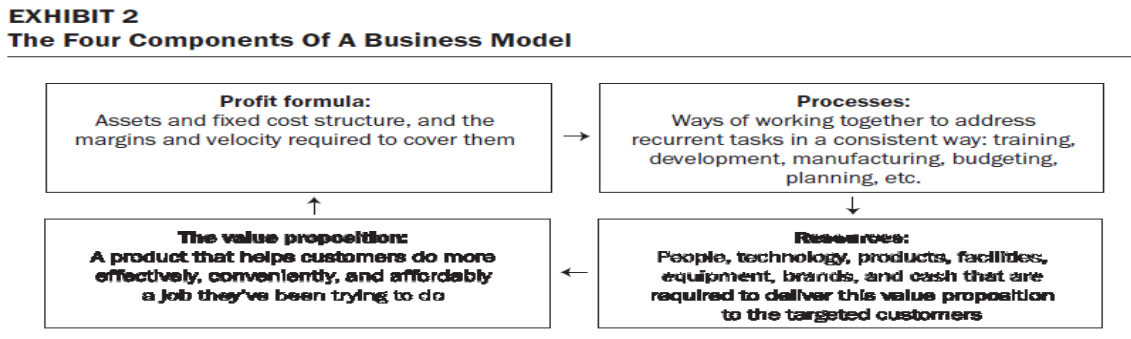 EXHIBIT 2
The Four Components Of A Business Model
Profit formula:
Assets and fixed cost structure, and the
margins and velocity required to cover them
Processes:
Ways of working together to address
recurrent tasks in a consistent way: training,
development, manufacturing, budgeting,
planning, etc.
The value proposition:
A product that helps customers do more
effectively, conveniently, and affordably
a job they've been trying to do
Resources:
People, technology, products, facilities,
equipment, brands, and cash that are
required to deliver this value proposition
to the targeted customers